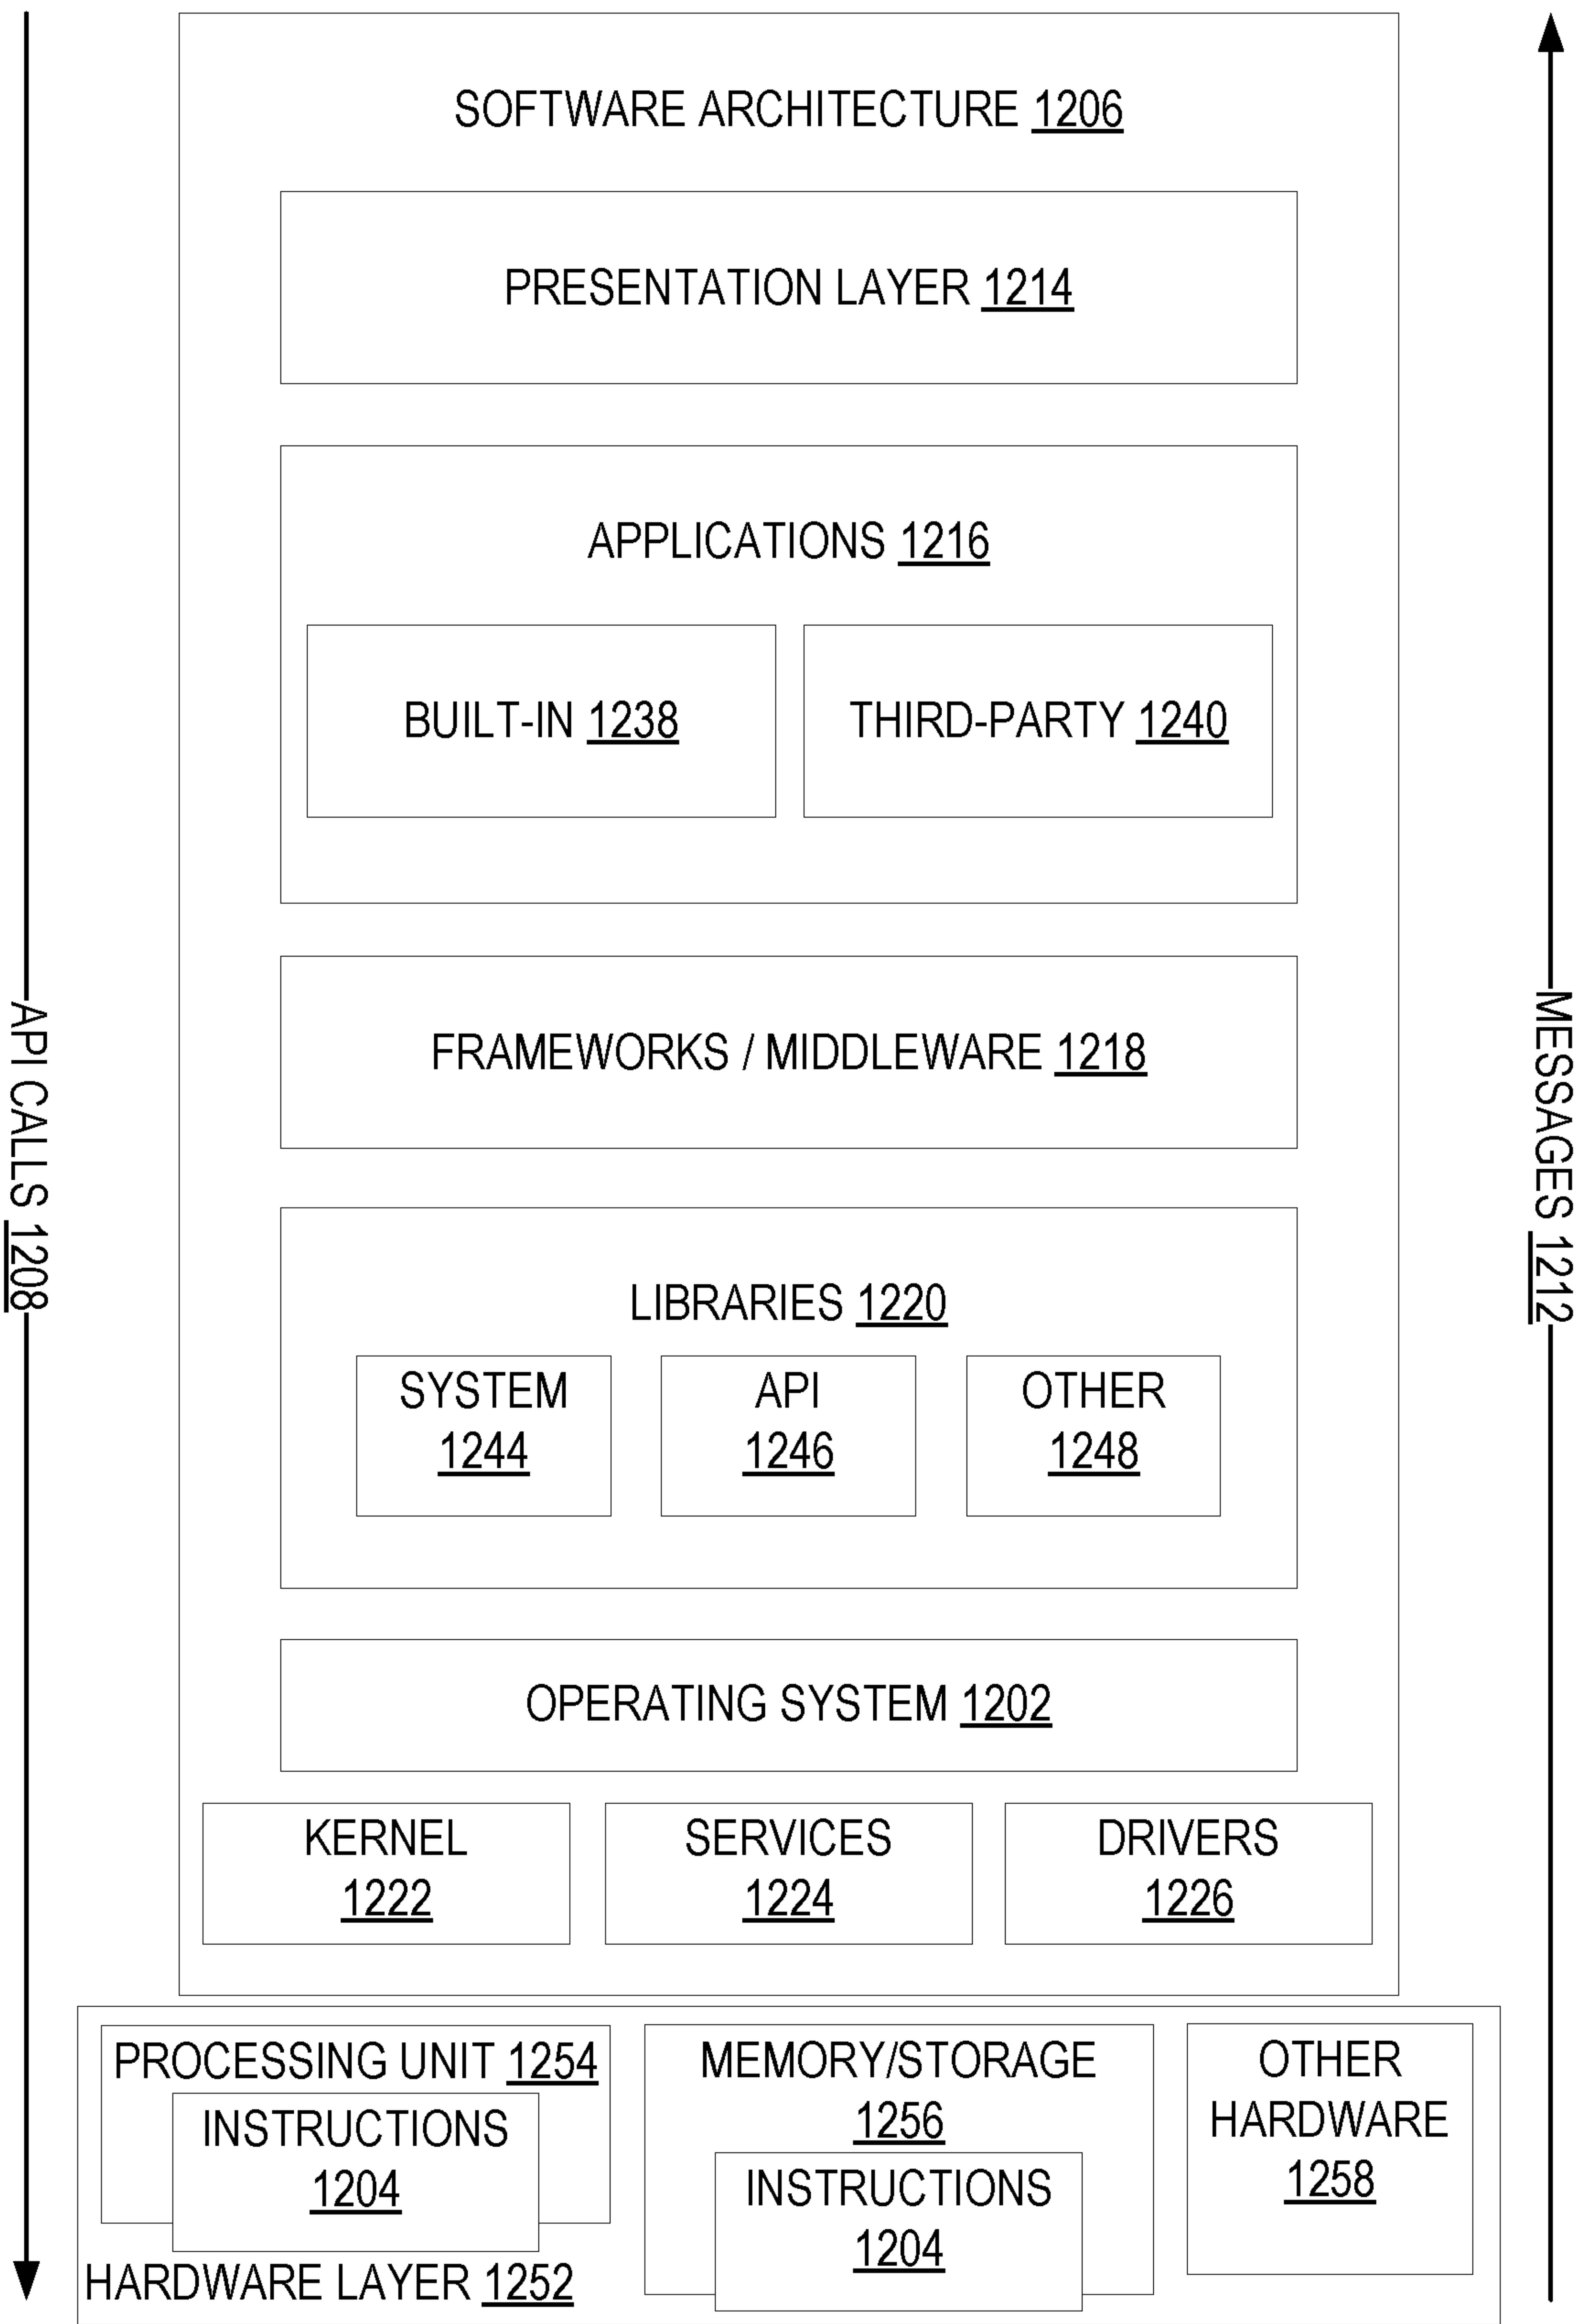 SOFTWARE ARCHITECTURE 1206
PRESENTATION LAYER 1214
APPLICATIONS 1216
BUILT-IN 1238
THIRD-PARTY 1240
FRAMEWORKS / MIDDLEWARE 1218
LIBRARIES 1220
SYSTEM
1244
API
1246
OTHER
1248
OPERATING SYSTEM 1202
KERNEL
1222
SERVICES
1224
DRIVERS
1226
PROCESSING UNIT 1254
INSTRUCTIONS
1204
MEMORY/STORAGE
1256
INSTRUCTIONS
1204
OTHER
HARDWARE
1258
HARDWARE LAYER 1252
API CALLS 1208
MESSAGES 1212